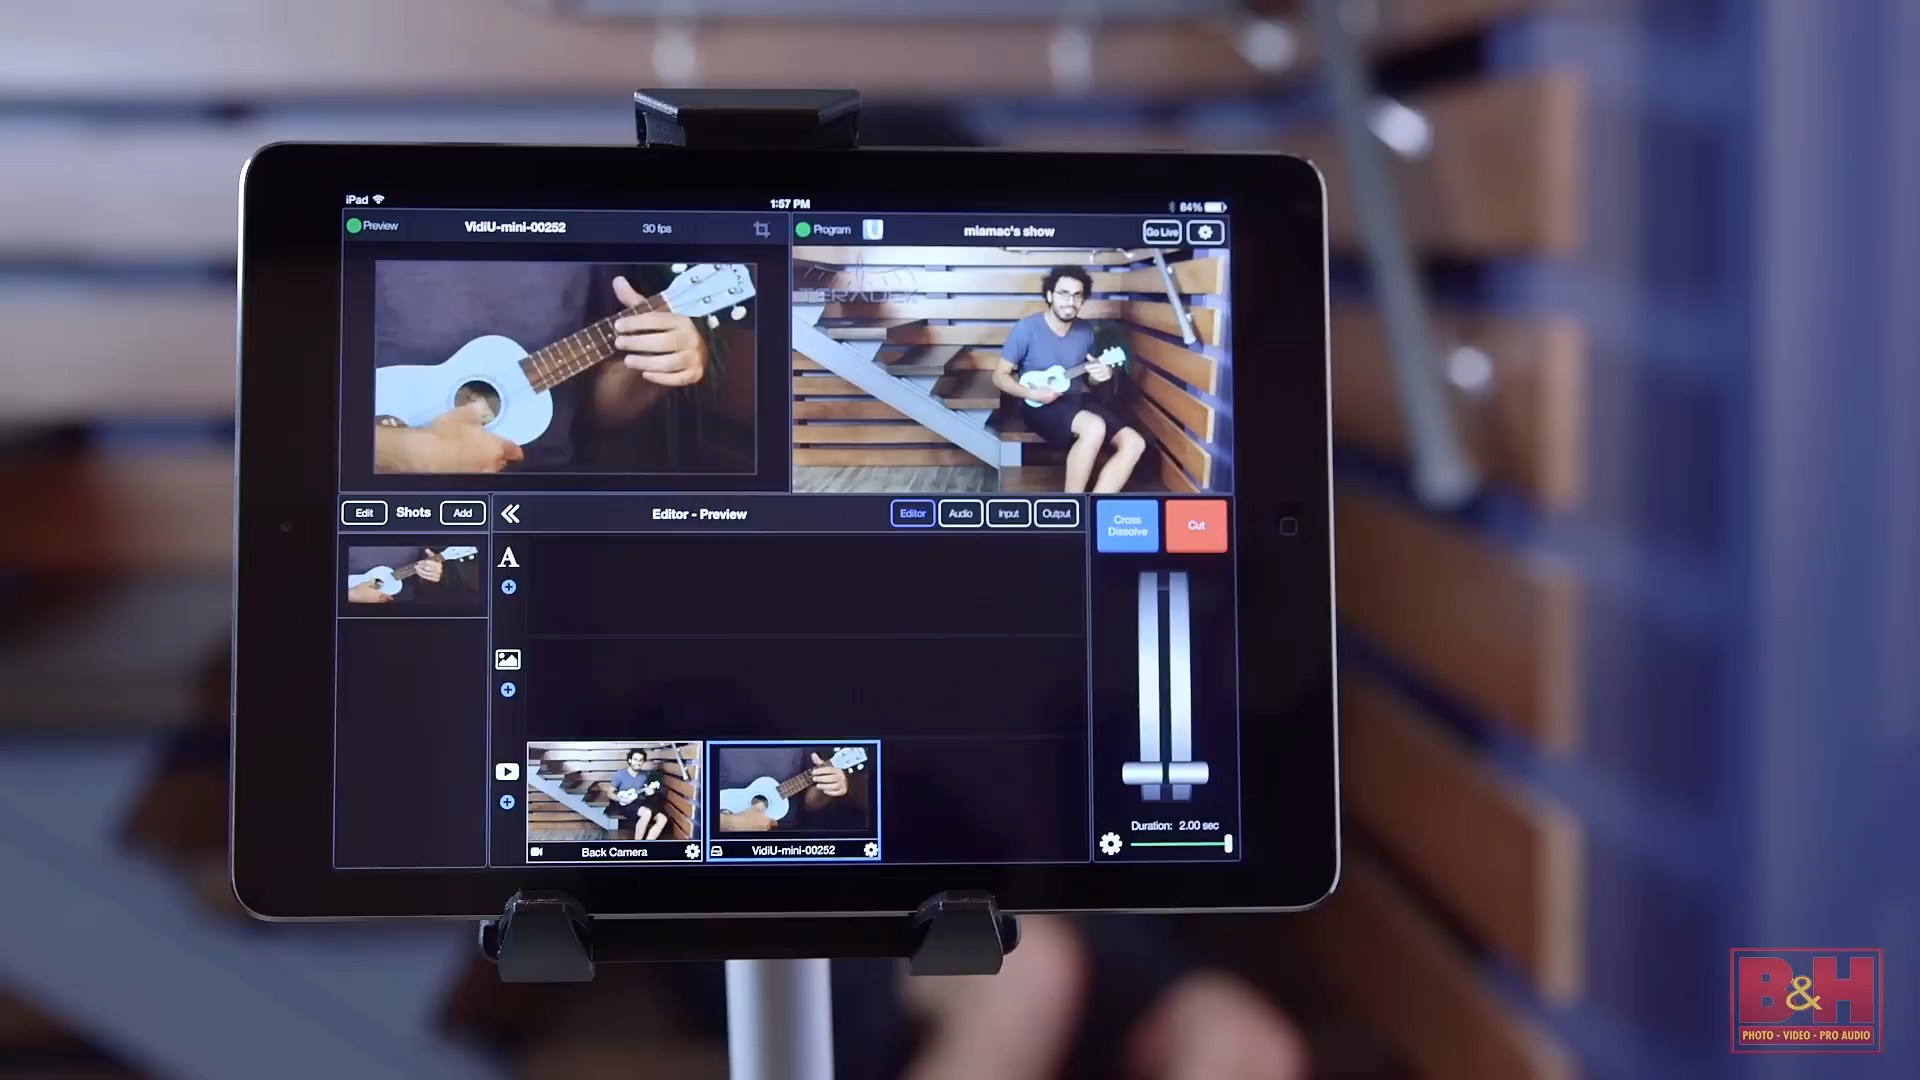 iPad
1:57 PM
84%
Preview
VidiU-mini-00252
30 fps
Program
U
miamac's show
Go Live
TERADEK
Edit
Shots
Add
Editor - Preview
Editor
Audio
Input
Output
Cross
Dissolve
Cut
A
Back Camera
VidiU-mini-00252
Duration: 2.00 sec
B&H
PHOTO - VIDEO - PRO AUDIO